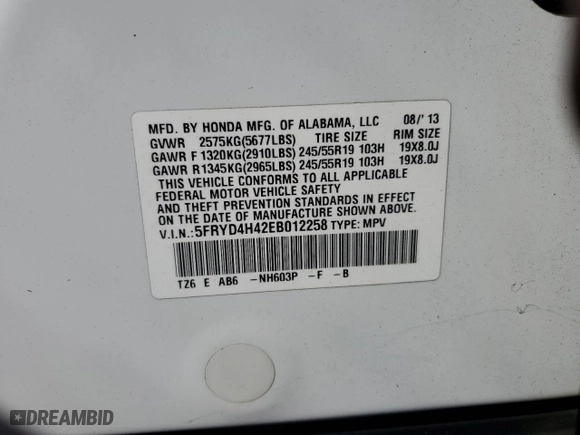 MFD. BY HONDA MFG. OF ALABAMA, LLC 08/'13
GVWR 2575KG(5677LBS) TIRE SIZE RIM SIZE
GAWR F 1320KG(2910LBS) 245/55R19 103H 19X8.0J
GAWR R 1345KG(2965LBS) 245/55R19 103H 19X8.0J
THIS VEHICLE CONFORMS TO ALL APPLICABLE
FEDERAL MOTOR VEHICLE SAFETY
AND THEFT PREVENTION STANDARDS IN EFFECT
ON THE DATE OF MANUFACTURE SHOWN ABOVE.
V.I.N.: 5FRYD4H42EB012258 TYPE: MPV
TZ6 E AB6 -NH603P -F -B
DREAMBID